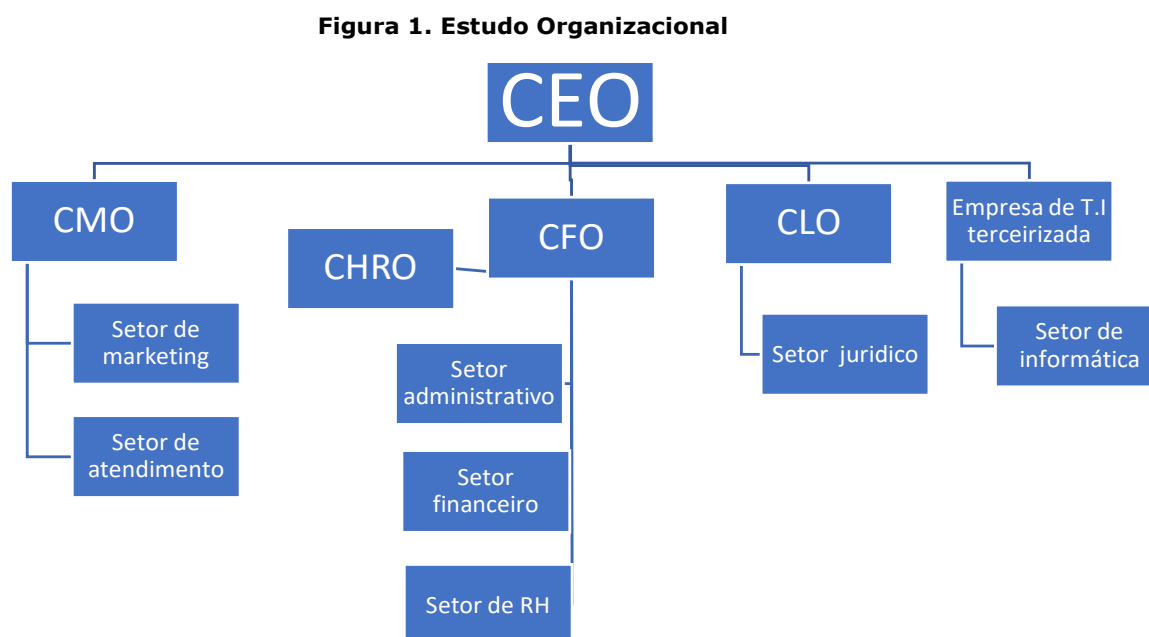 Figura 1. Estudo Organizacional
CEO
CMO
CHRO
CFO
CLO
Empresa de T.I
terceirizada
Setor de
marketing
Setor de
atendimento
Setor
administrativo
Setor
financeiro
Setor de RH
Setor  juridico
Setor de
informática